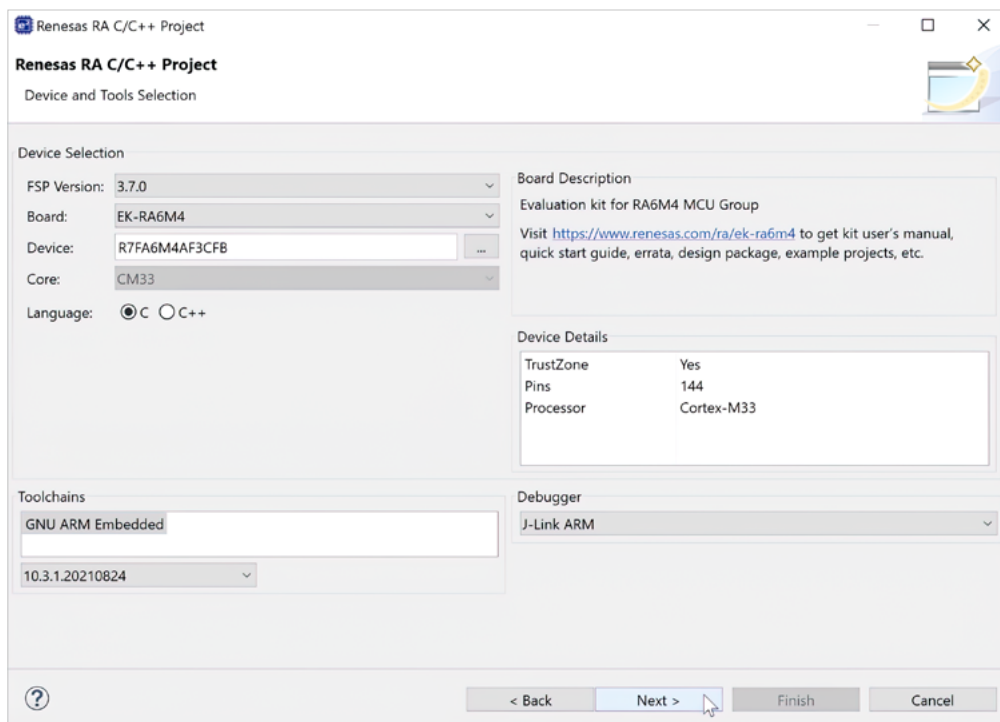 Renesas RA C/C++ Project
Renesas RA C/C++ Project
Device and Tools Selection
Device Selection
FSP Version: 3.7.0
Board: EK-RA6M4
Device: R7FA6M4AF3CFB ...
Core: CM33
Language: C C++
Board Description
Evaluation kit for RA6M4 MCU Group
Visit https://www.renesas.com/ra/ek-ra6m4 to get kit user's manual,
quick start guide, errata, design package, example projects, etc.
Device Details
TrustZone Yes
Pins 144
Processor Cortex-M33
Toolchains
GNU ARM Embedded
10.3.1.20210824
Debugger
J-Link ARM
? < Back Next > Finish Cancel